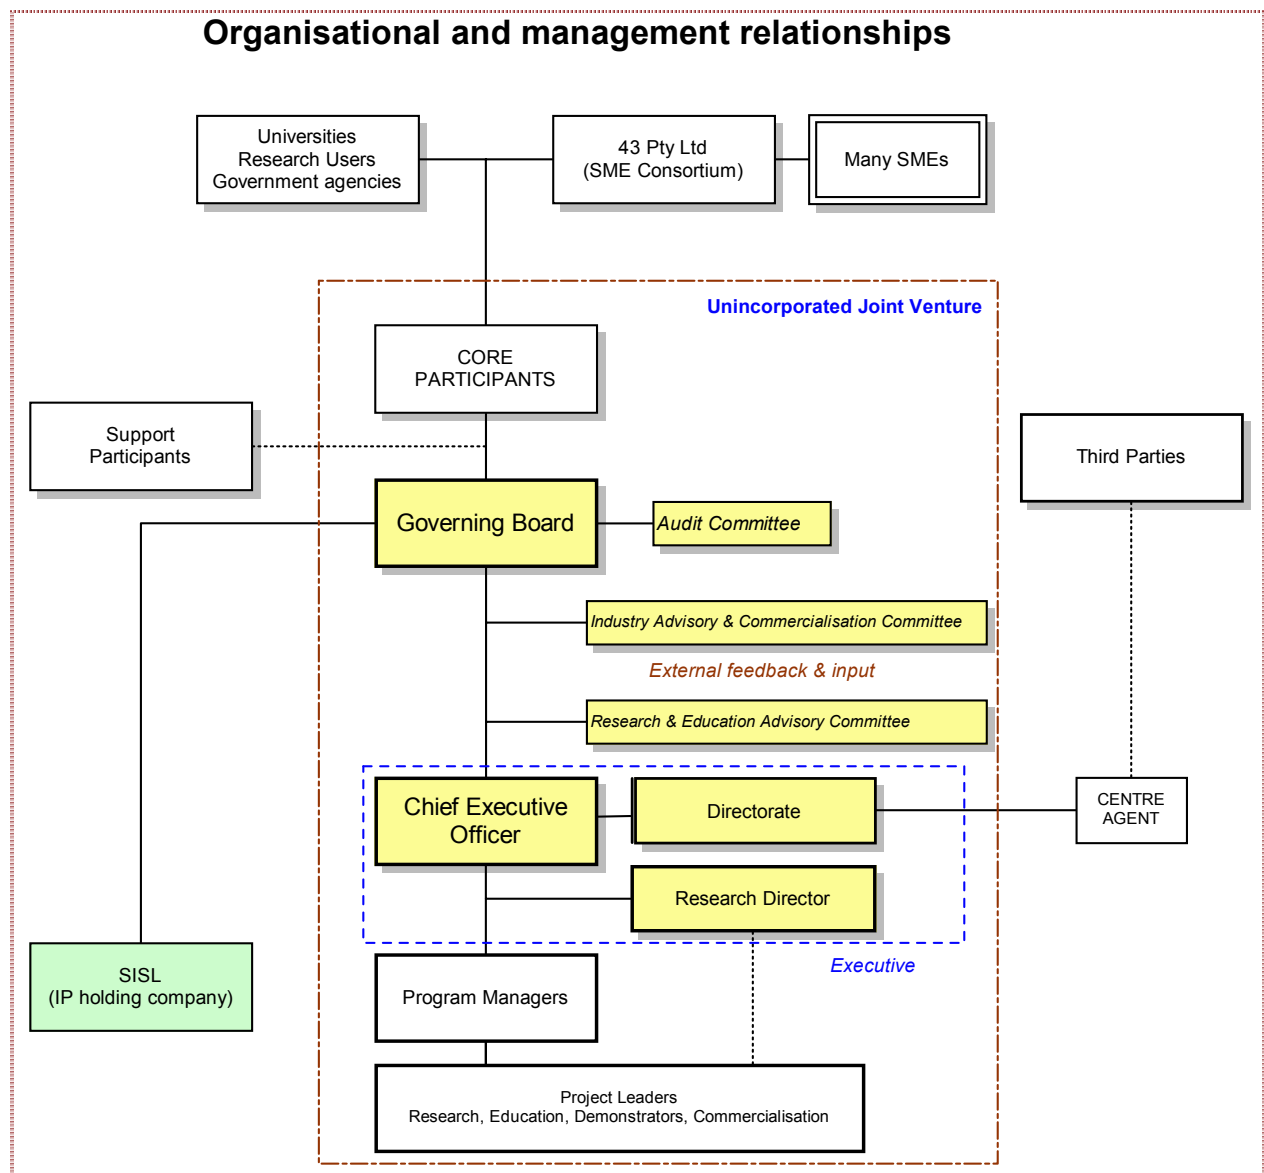 Organisational and management relationships
Universities
Research Users
Government agencies
43 Pty Ltd
(SME Consortium)
Many SMEs
Unincorporated Joint Venture
CORE
PARTICIPANTS
Support
Participants
Third Parties
Governing Board
Audit Committee
Industry Advisory & Commercialisation Committee
External feedback & input
Research & Education Advisory Committee
Chief Executive
Officer
Directorate
CENTRE
AGENT
Research Director
Executive
SISL
(IP holding company)
Program Managers
Project Leaders
Research, Education, Demonstrators, Commercialisation